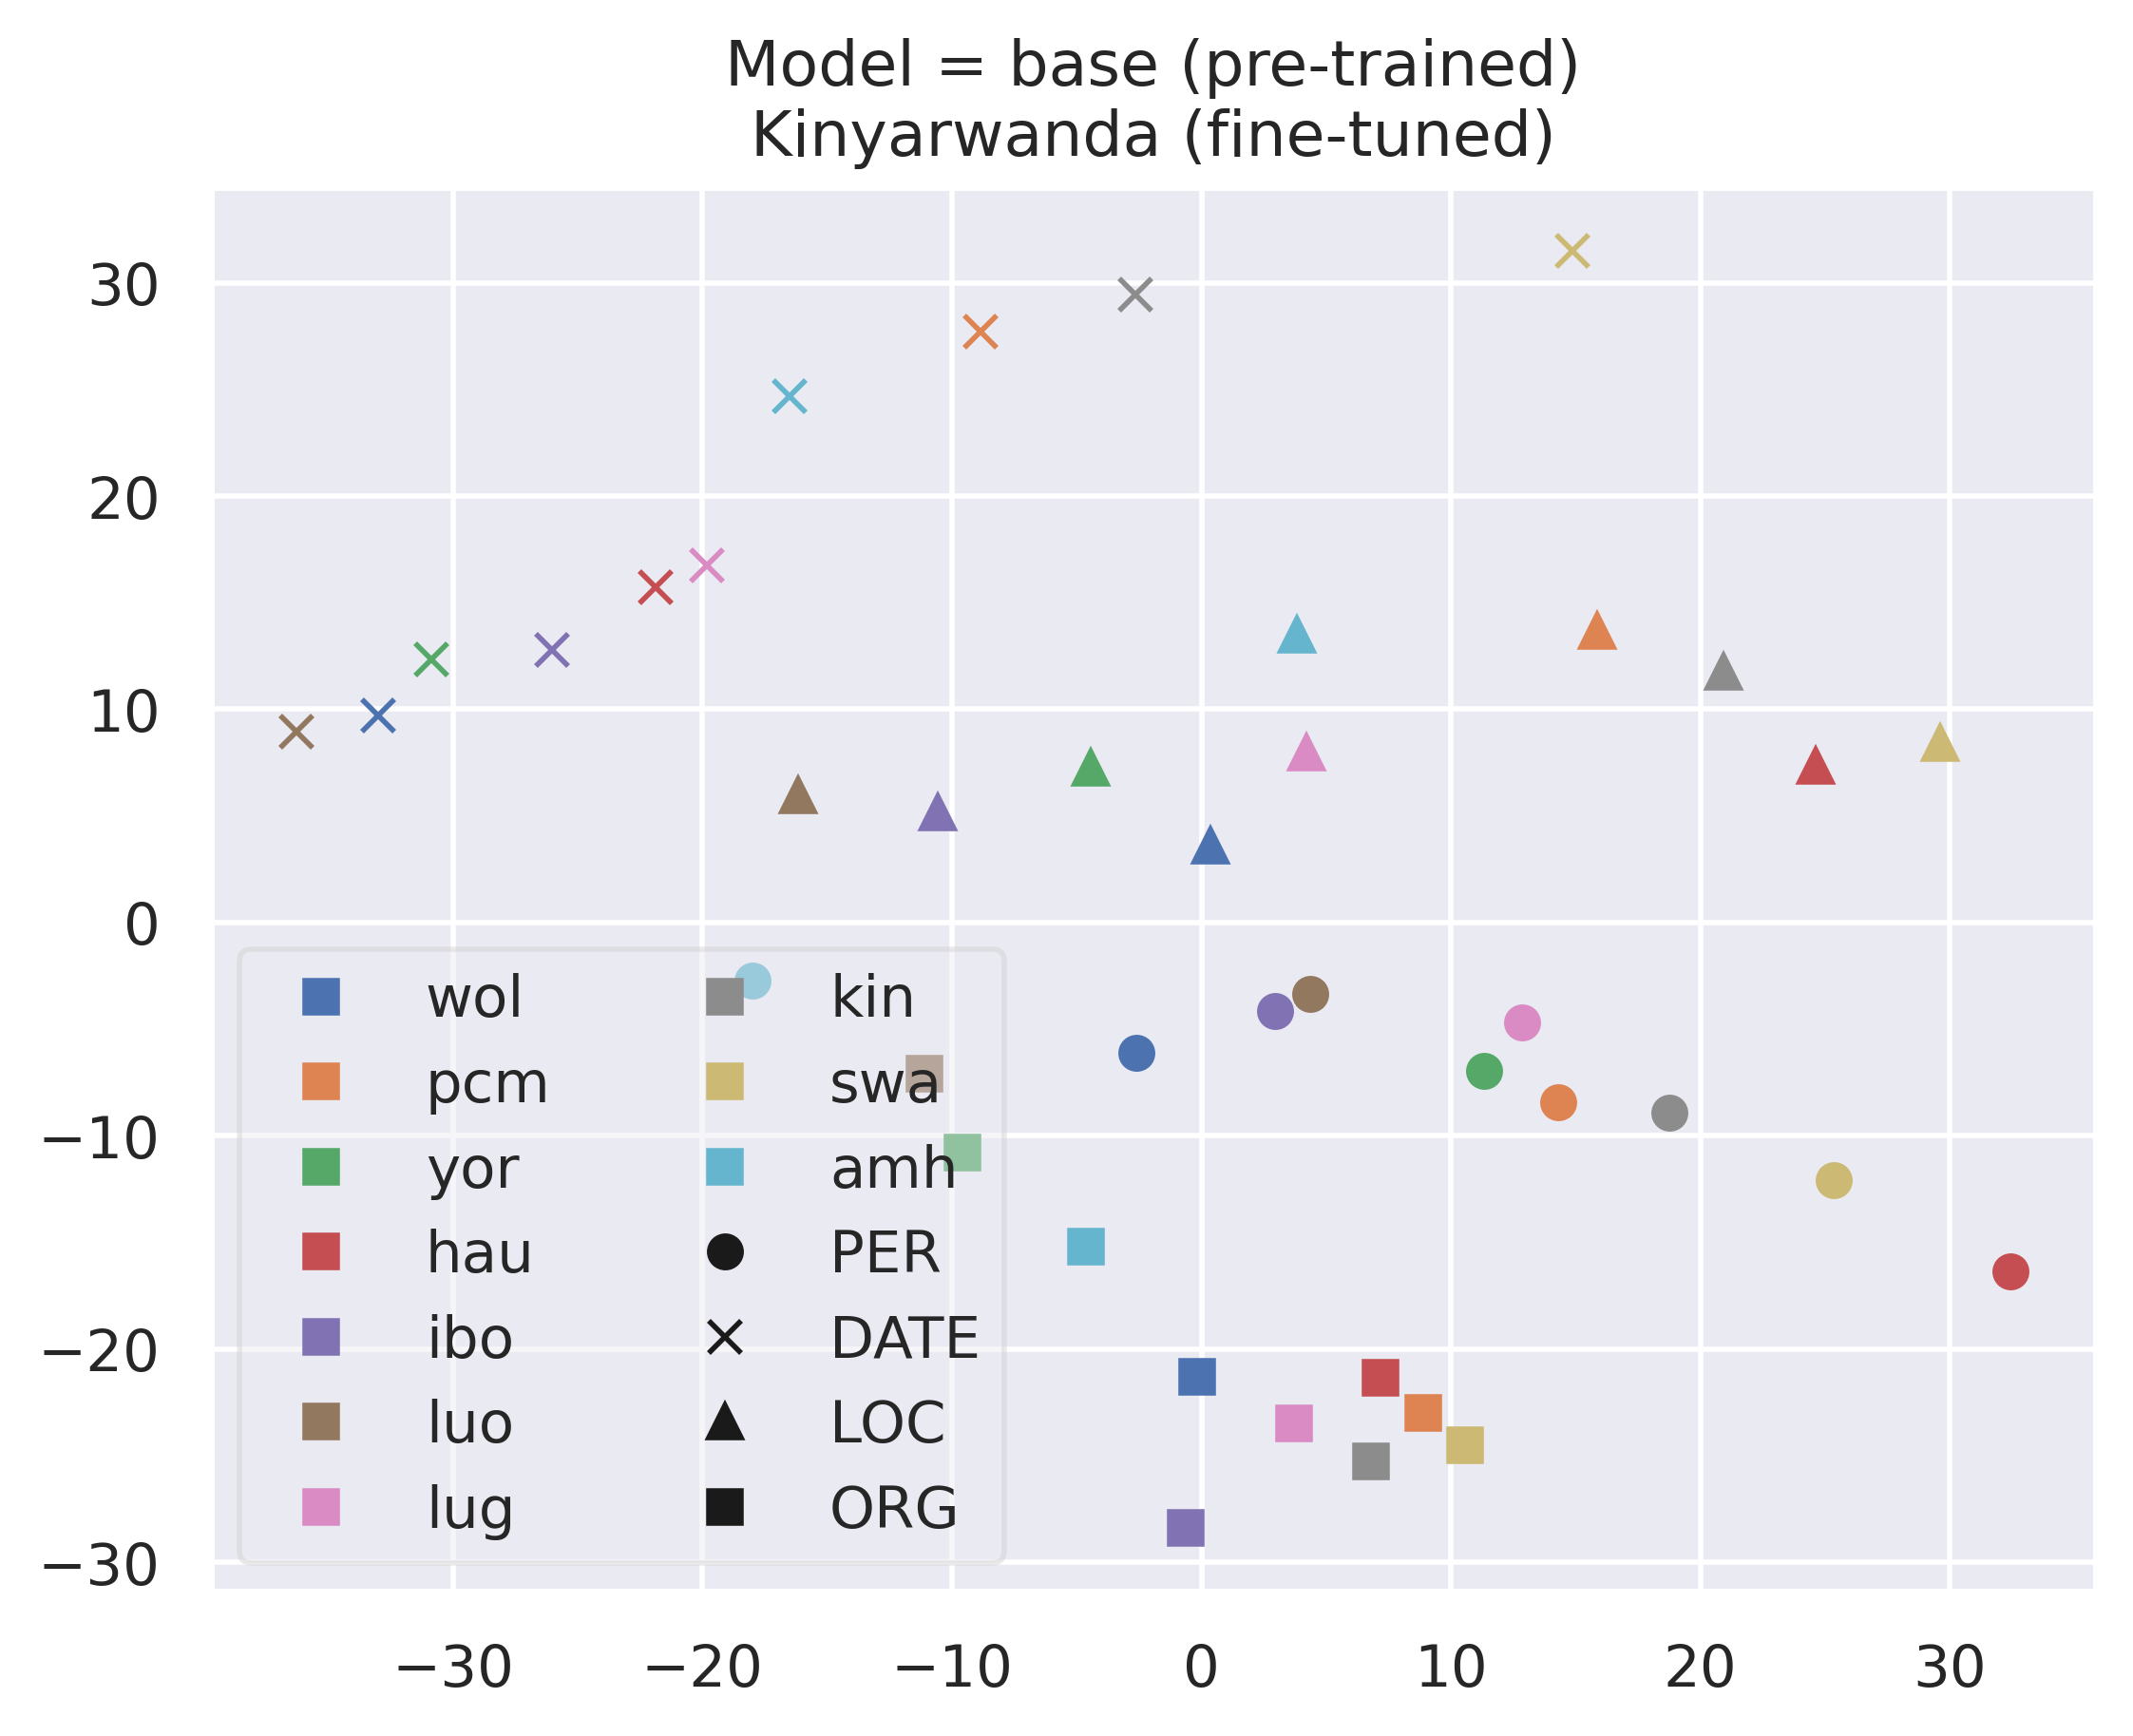 Model = base (pre-trained)
Kinyarwanda (fine-tuned)
30
20
10
0
−10
−20
−30
wol
pcm
yor
hau
ibo
luo
lug
kin
swa
amh
PER
DATE
LOC
ORG
−30 −20 −10 0 10 20 30